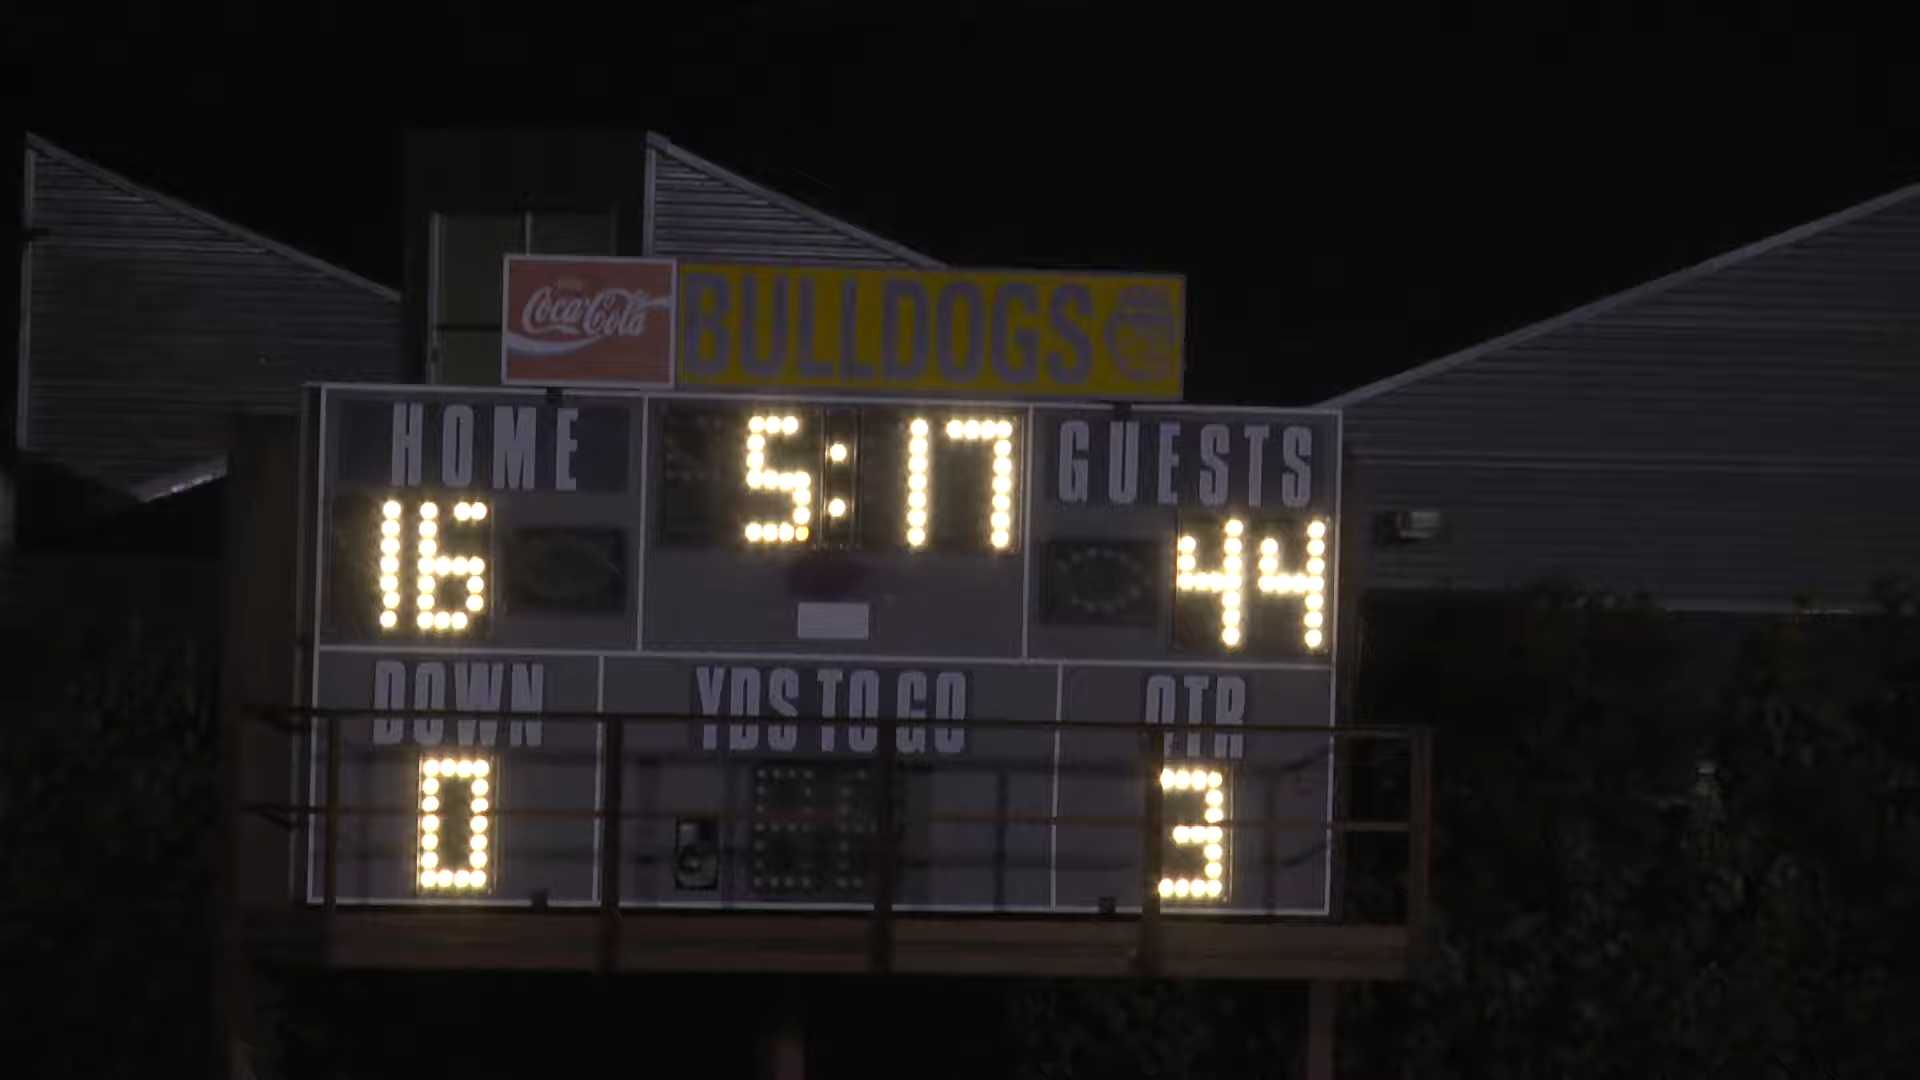 Coca-Cola BULLDOGS
HOME 5:17 GUESTS
16 44
DOWN YDS TO GO QTR
0 3